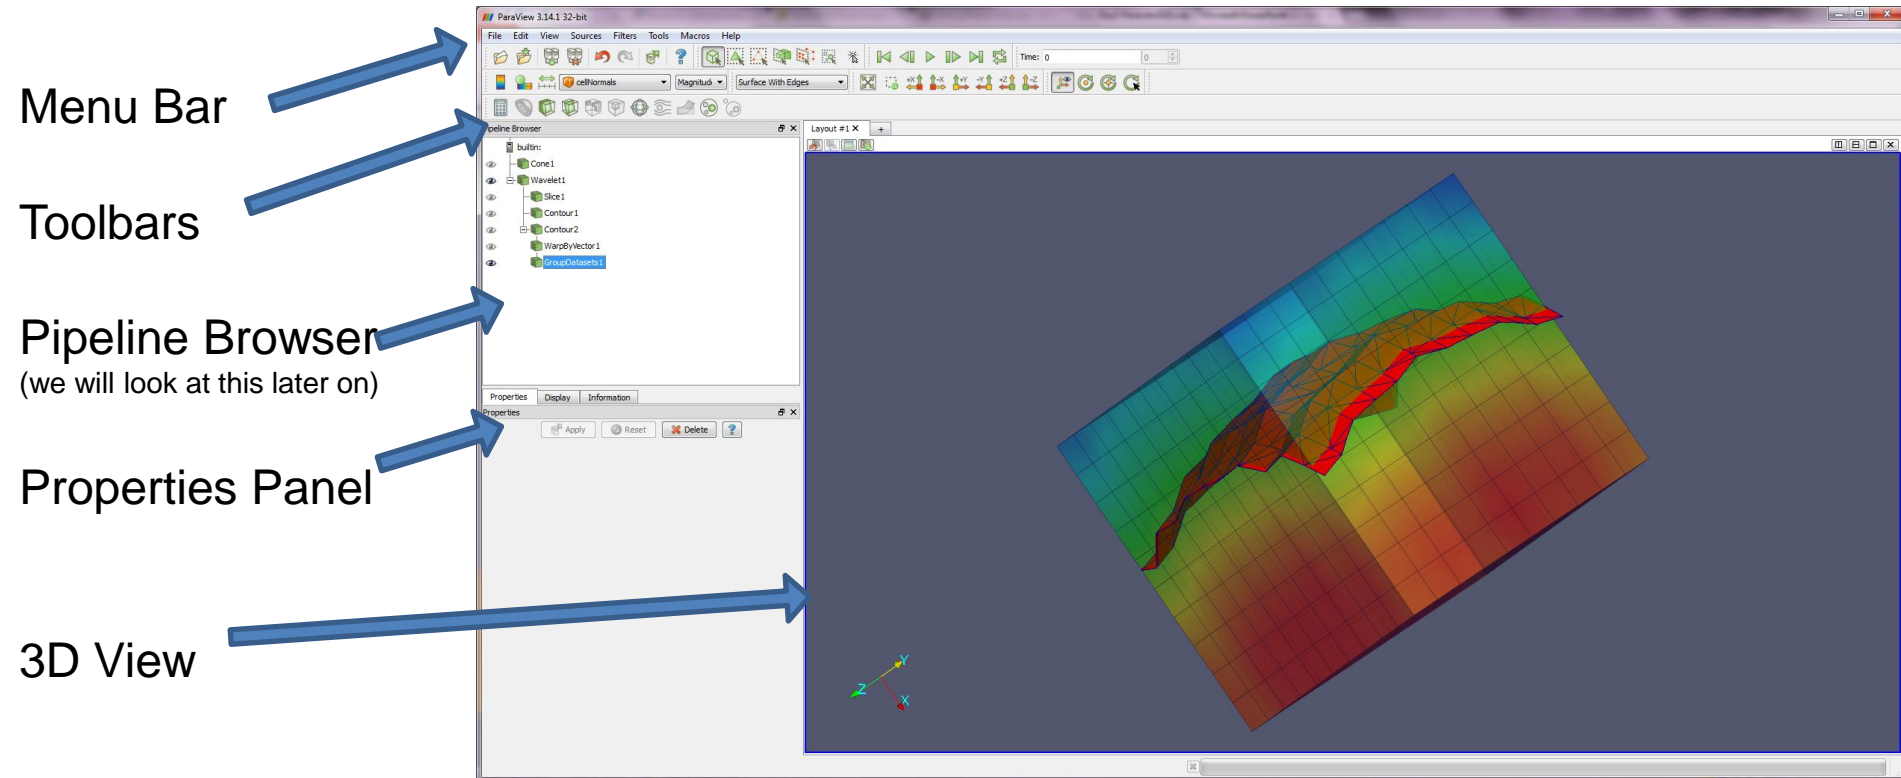 Menu Bar
Toolbars
Pipeline Browser
(we will look at this later on)
Properties Panel
3D View
ParaView 3.14.1 32-bit
File Edit View Sources Filters Tools Macros Help
Time: 0 0
cellNormals Magnitud Surface With Edges
-X +Y -Y +Z -Z
Pipeline Browser
builtin:
Cone1
Wavelet1
Slice1
Contour1
Contour2
WarpByVector1
GroupDatasets1
Properties Display Information
Properties
Apply Reset Delete ?
Layout #1 X +
Y
Z
X